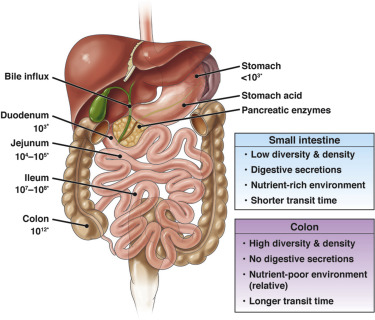 Stomach
<10³*
Bile influx
Stomach acid
Pancreatic enzymes
Duodenum
10³*
Jejunum
10⁴–10⁵*
Ileum
10⁷–10⁸*
Colon
10¹²*
Small intestine
• Low diversity & density
• Digestive secretions
• Nutrient-rich environment
• Shorter transit time
Colon
• High diversity & density
• No digestive secretions
• Nutrient-poor environment
(relative)
• Longer transit time